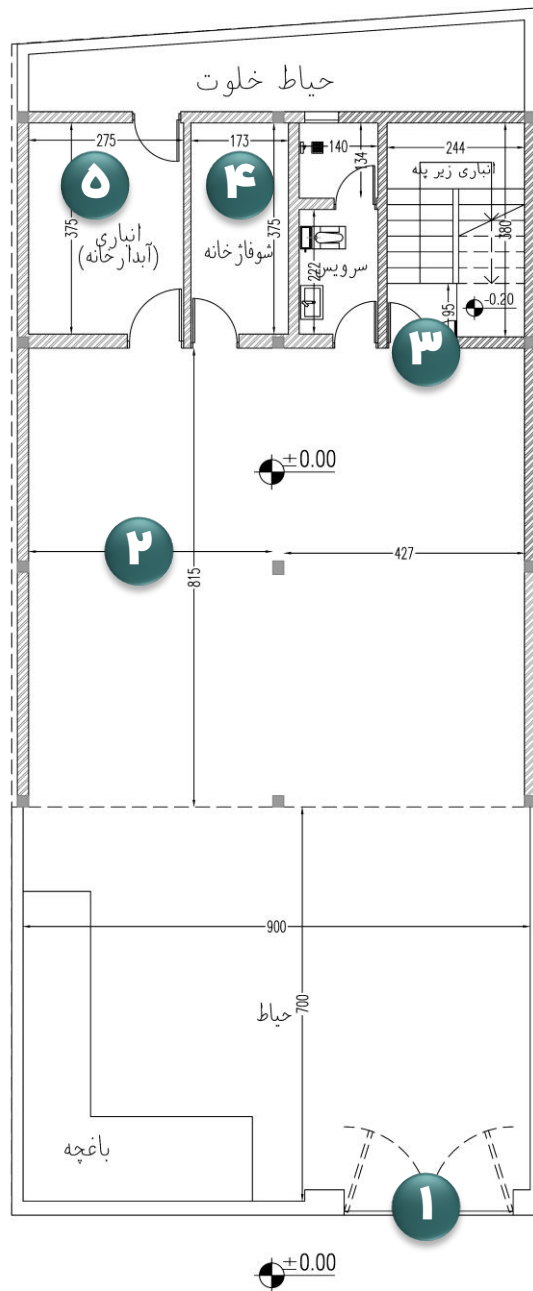 حیاط خلوت
275
173
140
134
244
۵
۴
انباری زیر پله
375
375
380
انباری
(آبدارخانه)
شوفاژخانه
سرویس
222
95
-0.20
۳
±0.00
۲
427
815
900
700
حیاط
باغچه
۱
±0.00